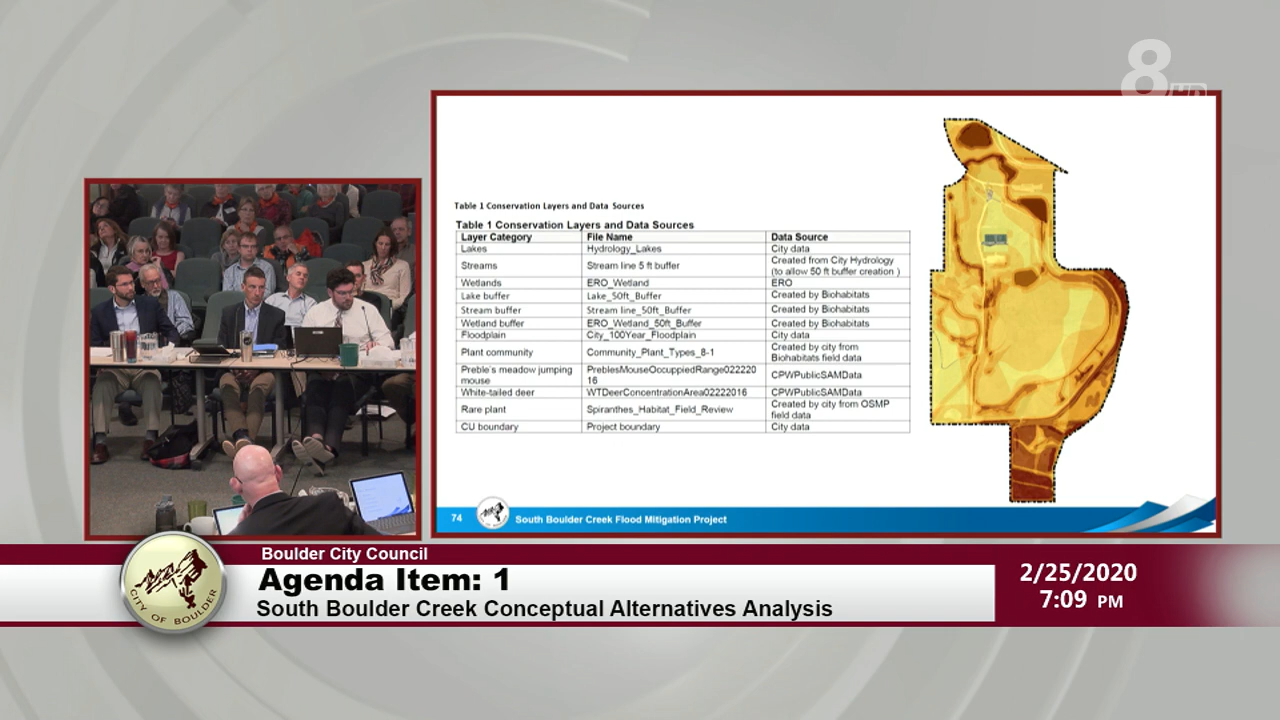 8
HD
Table 1 Conservation Layers and Data Sources
Table 1 Conservation Layers and Data Sources
Layer Category File Name Data Source
Lakes Hydrology_Lakes City data
Streams Stream line 5 ft buffer Created from City Hydrology
(to allow 50 ft buffer creation )
Wetlands ERO_Wetland ERO
Lake buffer Lake_50ft_Buffer Created by Biohabitats
Stream buffer Stream line_50ft_Buffer Created by Biohabitats
Wetland buffer ERO_Wetland_50ft_Buffer Created by Biohabitats
Floodplain City_100Year_Floodplain City data
Plant community Community_Plant_Types_8-1 Created by city from
Biohabitats field data
Preble's meadow jumping PreblesMouseOccuppiedRange022220 CPWPublicSAMData
mouse 16
White-tailed deer WTDeerConcentrationArea02222016 CPWPublicSAMData
Rare plant Spiranthes_Habitat_Field_Review Created by city from OSMP
field data
CU boundary Project boundary City data
74 South Boulder Creek Flood Mitigation Project
Boulder City Council
Agenda Item: 1
South Boulder Creek Conceptual Alternatives Analysis
2/25/2020
7:09 PM
CITY OF BOULDER